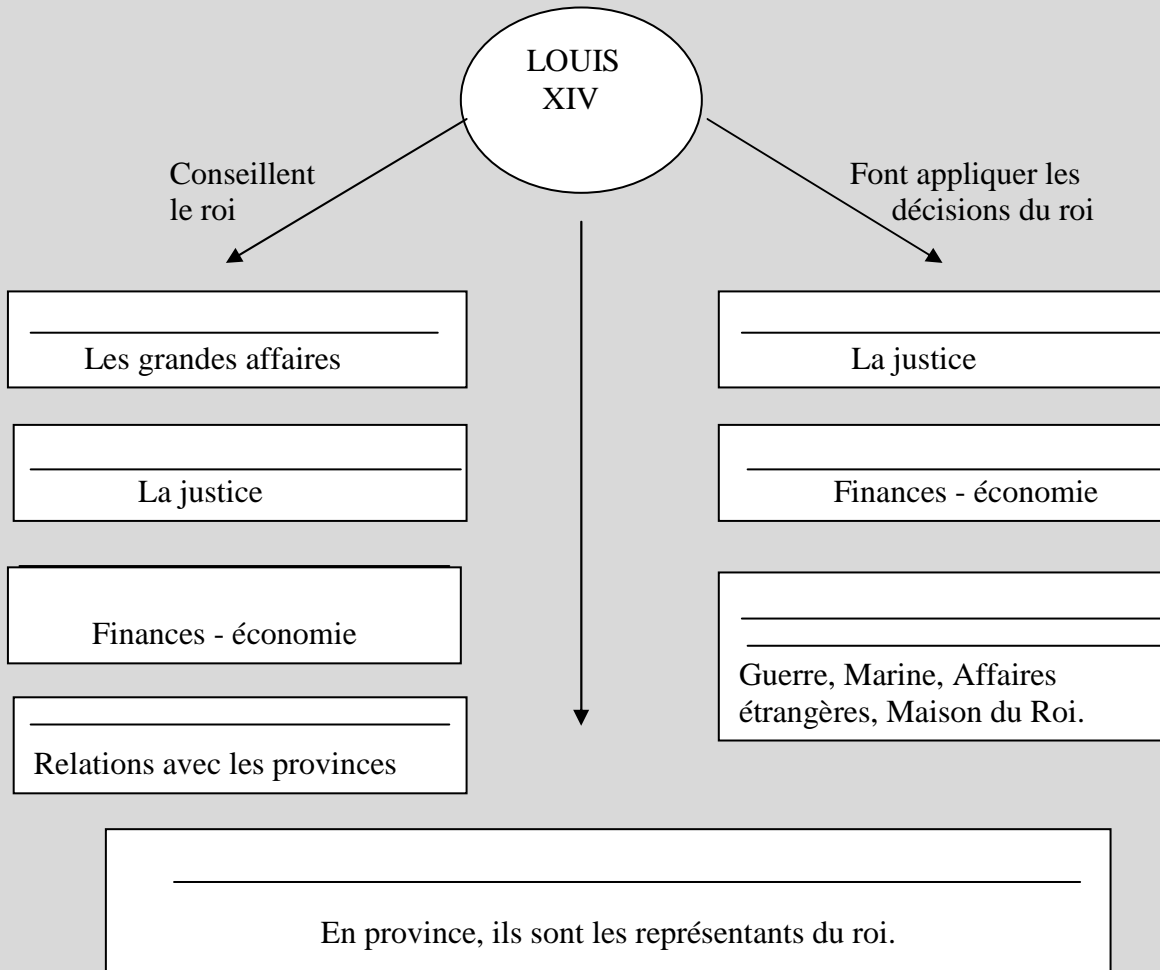 LOUIS
XIV
Conseillent
le roi
Font appliquer les
décisions du roi
Les grandes affaires
La justice
La justice
Finances - économie
Finances - économie
Guerre, Marine, Affaires
étrangères, Maison du Roi.
Relations avec les provinces
En province, ils sont les représentants du roi.